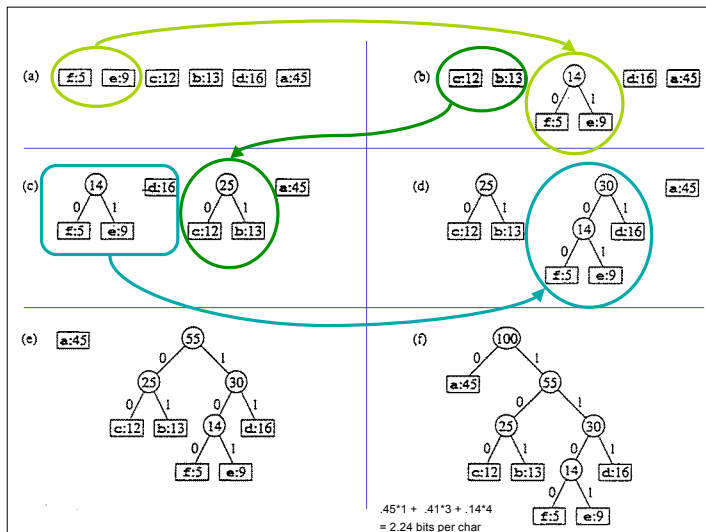 (a) f:5 e:9 c:12 b:13 d:16 a:45
(b) c:12 b:13 14 d:16 a:45
0 1
f:5 e:9
(c) 14 d:16 25 a:45
0 1 0 1
f:5 e:9 c:12 b:13
(d) 25 30 a:45
0 1 0 1
c:12 b:13 14 d:16
0 1
f:5 e:9
(e) a:45 55
0 1
25 30
0 1 0 1
c:12 b:13 14 d:16
0 1
f:5 e:9
(f) 100
0 1
a:45 55
0 1
25 30
0 1 0 1
c:12 b:13 14 d:16
0 1
f:5 e:9
.45*1 + .41*3 + .14*4
= 2.24 bits per char